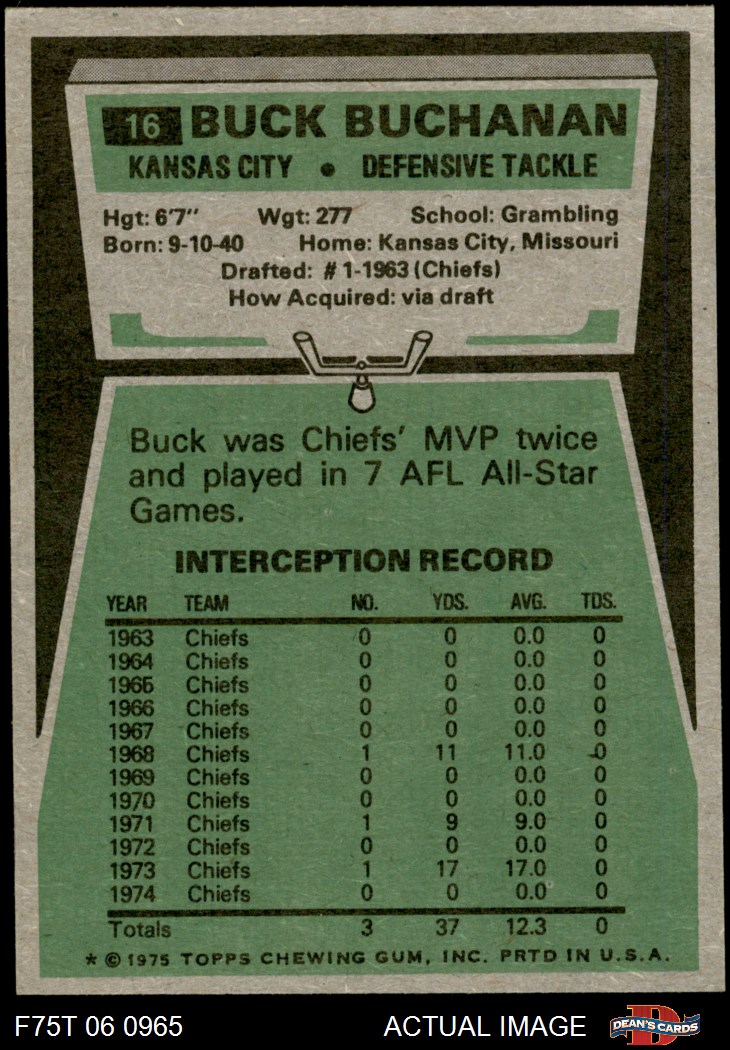 16 BUCK BUCHANAN
KANSAS CITY • DEFENSIVE TACKLE
Hgt: 6'7" Wgt: 277 School: Grambling
Born: 9-10-40 Home: Kansas City, Missouri
Drafted: #1-1963 (Chiefs)
How Acquired: via draft
Buck was Chiefs' MVP twice
and played in 7 AFL All-Star
Games.
INTERCEPTION RECORD
YEAR TEAM NO. YDS. AVG. TDS.
1963 Chiefs 0 0 0.0 0
1964 Chiefs 0 0 0.0 0
1965 Chiefs 0 0 0.0 0
1966 Chiefs 0 0 0.0 0
1967 Chiefs 0 0 0.0 0
1968 Chiefs 1 11 11.0 0
1969 Chiefs 0 0 0.0 0
1970 Chiefs 0 0 0.0 0
1971 Chiefs 1 9 9.0 0
1972 Chiefs 0 0 0.0 0
1973 Chiefs 1 17 17.0 0
1974 Chiefs 0 0 0.0 0
Totals 3 37 12.3 0
* © 1975 TOPPS CHEWING GUM, INC. PRTD IN U.S.A.
F75T 06 0965 ACTUAL IMAGE DEAN'S CARDS